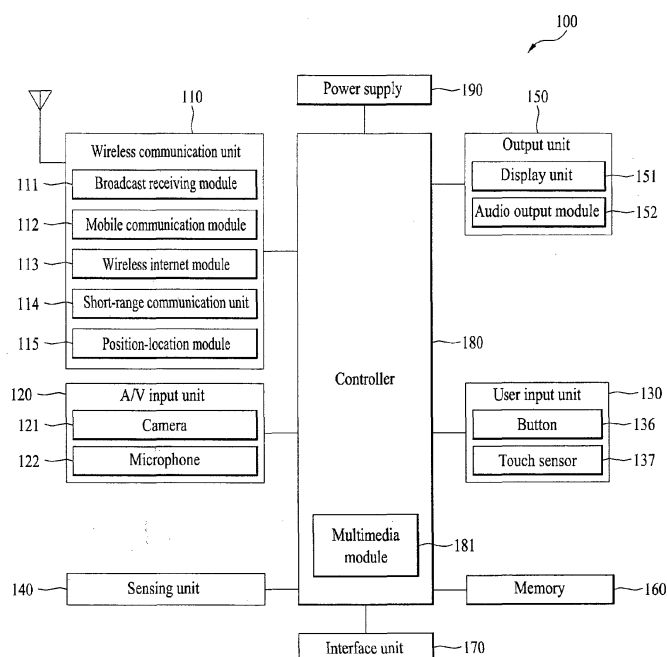 100
110
Power supply
190
150
Wireless communication unit
Output unit
111
Broadcast receiving module
Display unit
151
112
Mobile communication module
Audio output module
152
113
Wireless internet module
114
Short-range communication unit
115
Position-location module
180
Controller
120
A/V input unit
User input unit
130
121
Camera
Button
136
122
Microphone
Touch sensor
137
Multimedia
module
181
140
Sensing unit
Memory
160
Interface unit
170